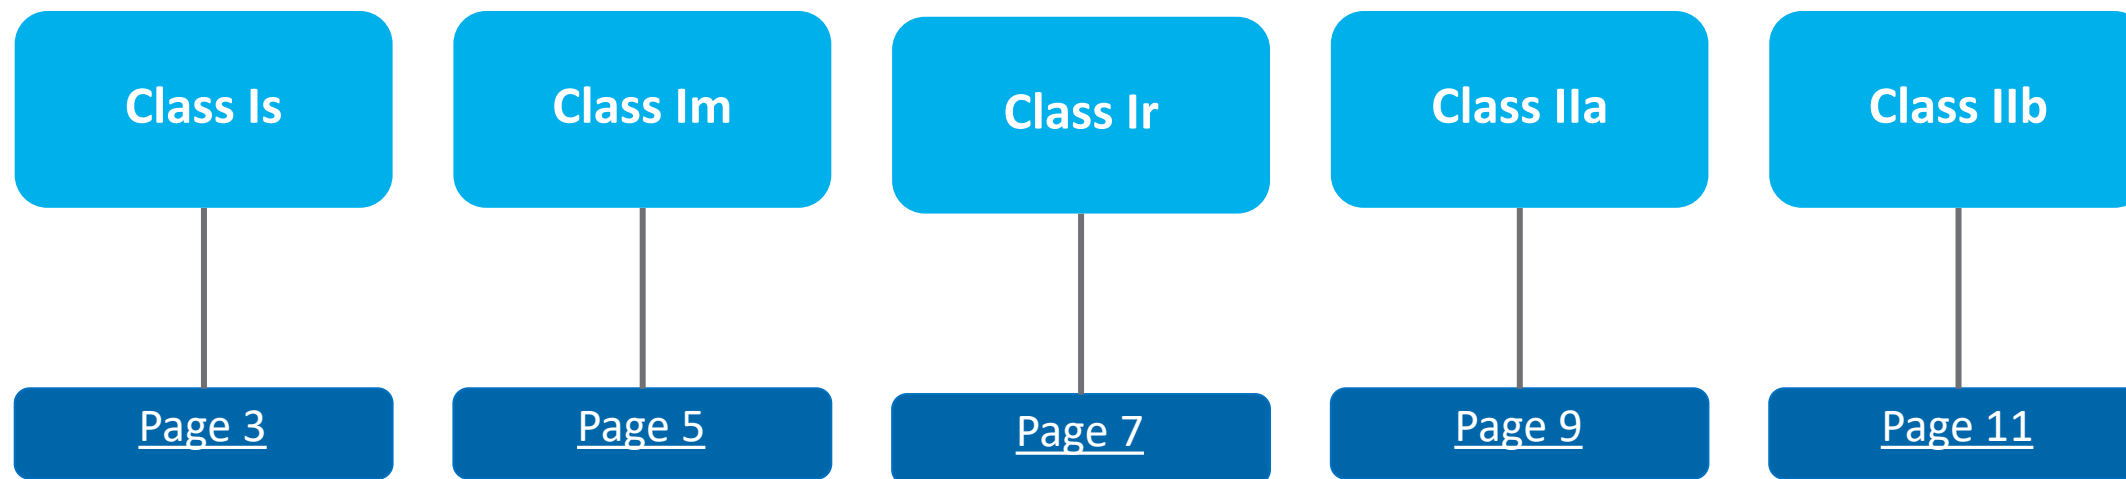 Class Is
Class Im
Class Ir
Class IIa
Class IIb
Page 3
Page 5
Page 7
Page 9
Page 11